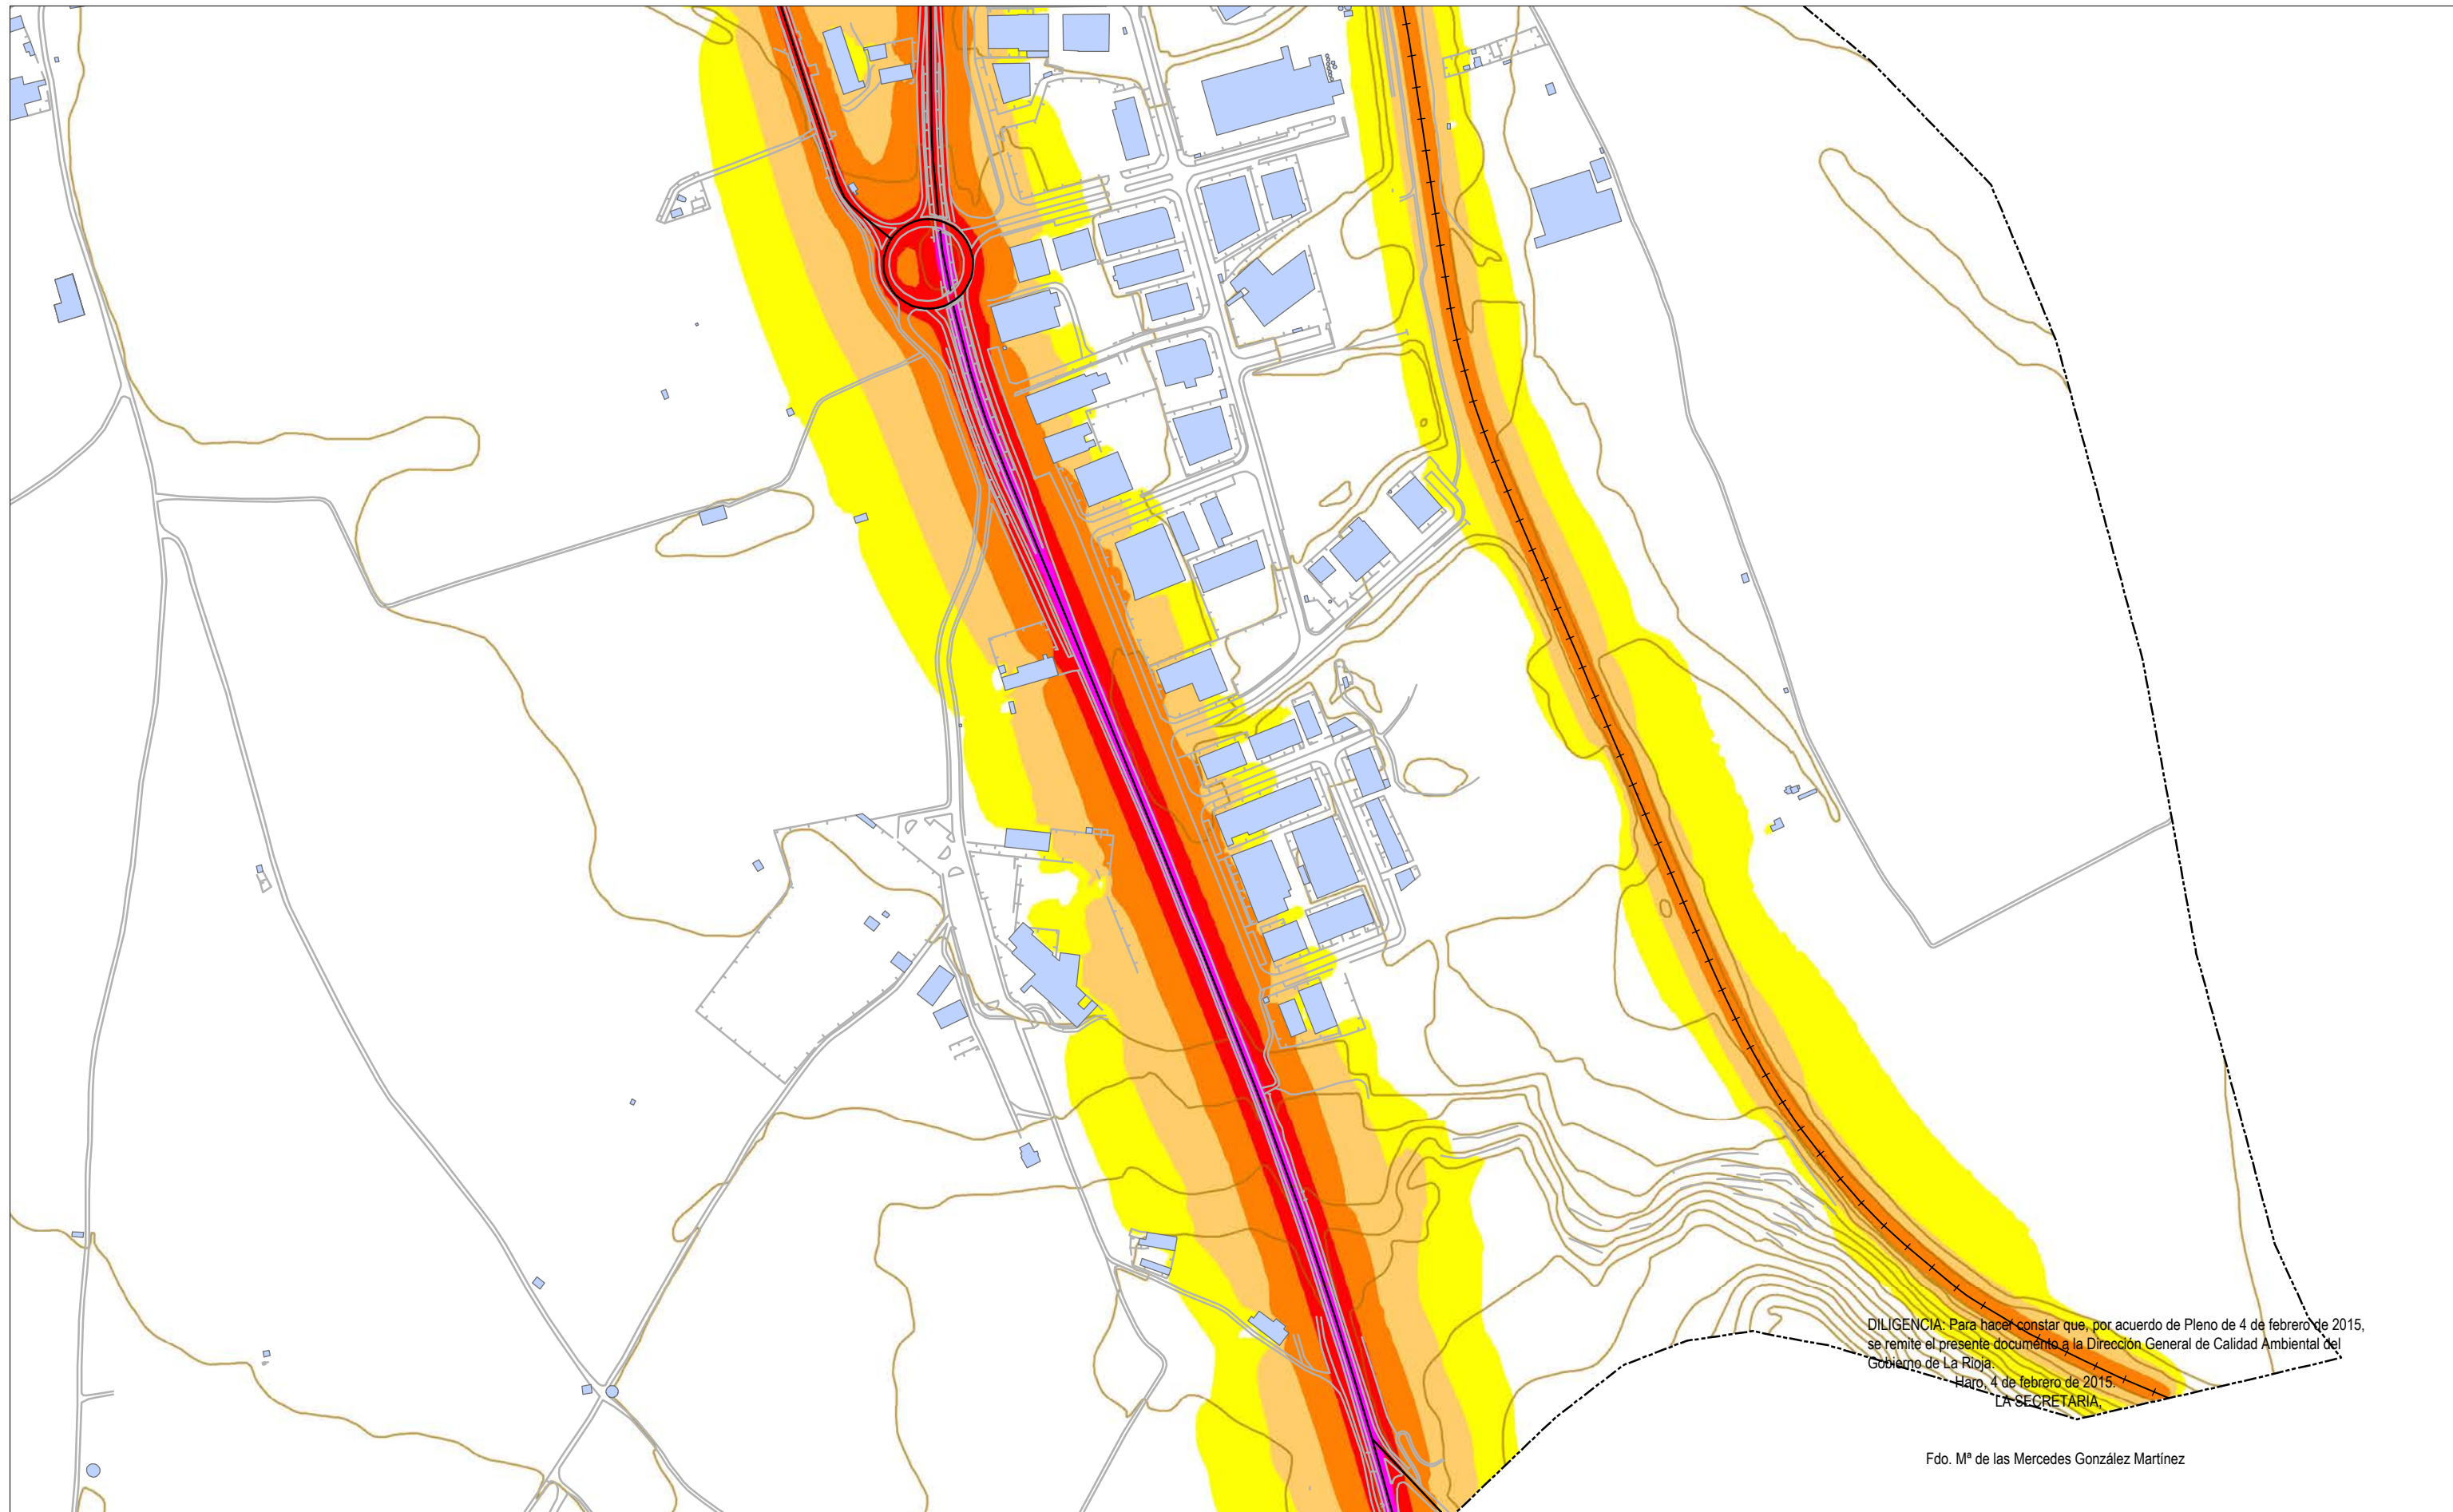 DILIGENCIA: Para hacer constar que, por acuerdo de Pleno de 4 de febrero de 2015,
se remite el presente documento a la Dirección General de Calidad Ambiental del
Gobierno de La Rioja.
Haro, 4 de febrero de 2015.
LA SECRETARIA,
Fdo. Mª de las Mercedes González Martínez